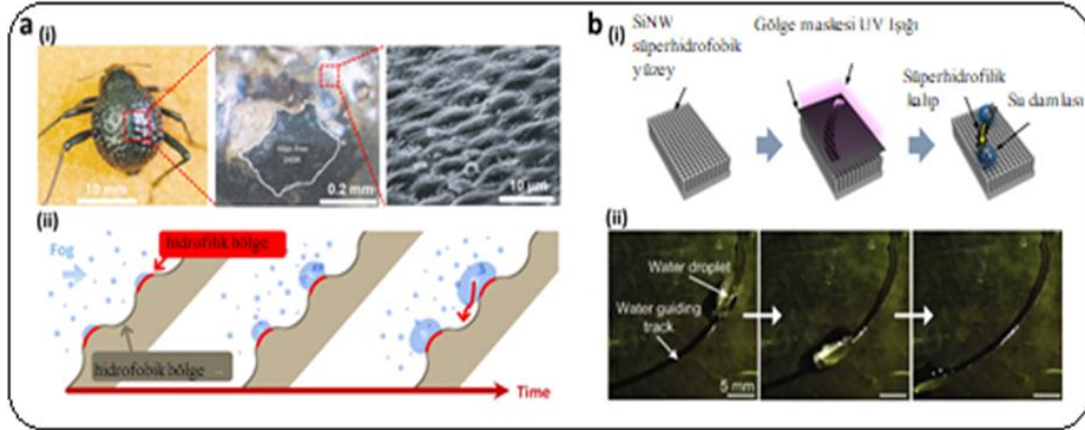 a
(i)
10 mm
0.2 mm
10 µm
(ii)
Fog
hidrofilik bölge
hidrofobik bölge
Time
b
(i)
SiNW
süperhidrofobik
yüzey
Gölge maskesi UV Işığı
Süperhidrofilik
kalıp
Su damlası
(ii)
Water droplet
Water guiding
track
5 mm